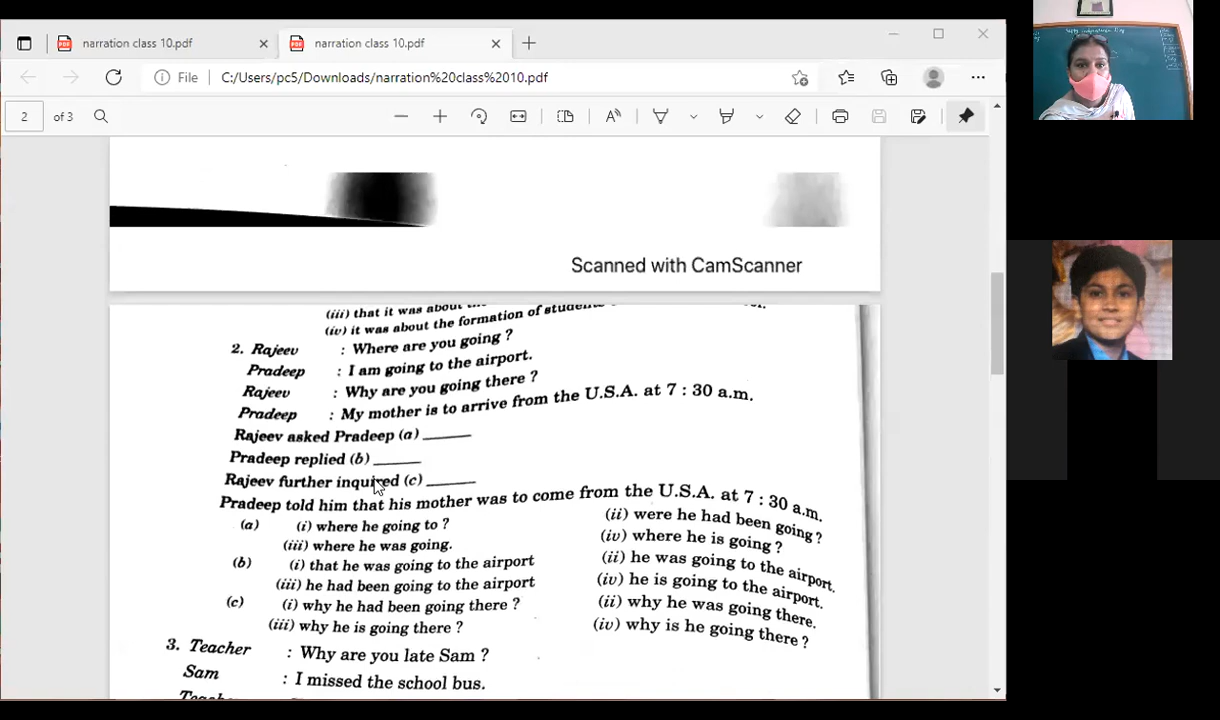 narration class 10.pdf
narration class 10.pdf
File C:/Users/pc5/Downloads/narration%20class%2010.pdf
2 of 3
Scanned with CamScanner
(iii) that it was about the
(iv) it was about the formation of students
2. Rajeev : Where are you going ?
Pradeep : I am going to the airport.
Rajeev : Why are you going there ?
Pradeep : My mother is to arrive from the U.S.A. at 7 : 30 a.m.
Rajeev asked Pradeep (a) ______
Pradeep replied (b) ______
Rajeev further inquired (c) ______
Pradeep told him that his mother was to come from the U.S.A. at 7 : 30 a.m.
(a) (i) where he going to ? (ii) were he had been going ?
(iii) where he was going. (iv) where he is going ?
(b) (i) that he was going to the airport (ii) he was going to the airport.
(iii) he had been going to the airport (iv) he is going to the airport.
(c) (i) why he had been going there ? (ii) why he was going there.
(iii) why he is going there ? (iv) why is he going there ?
3. Teacher : Why are you late Sam ?
Sam : I missed the school bus.